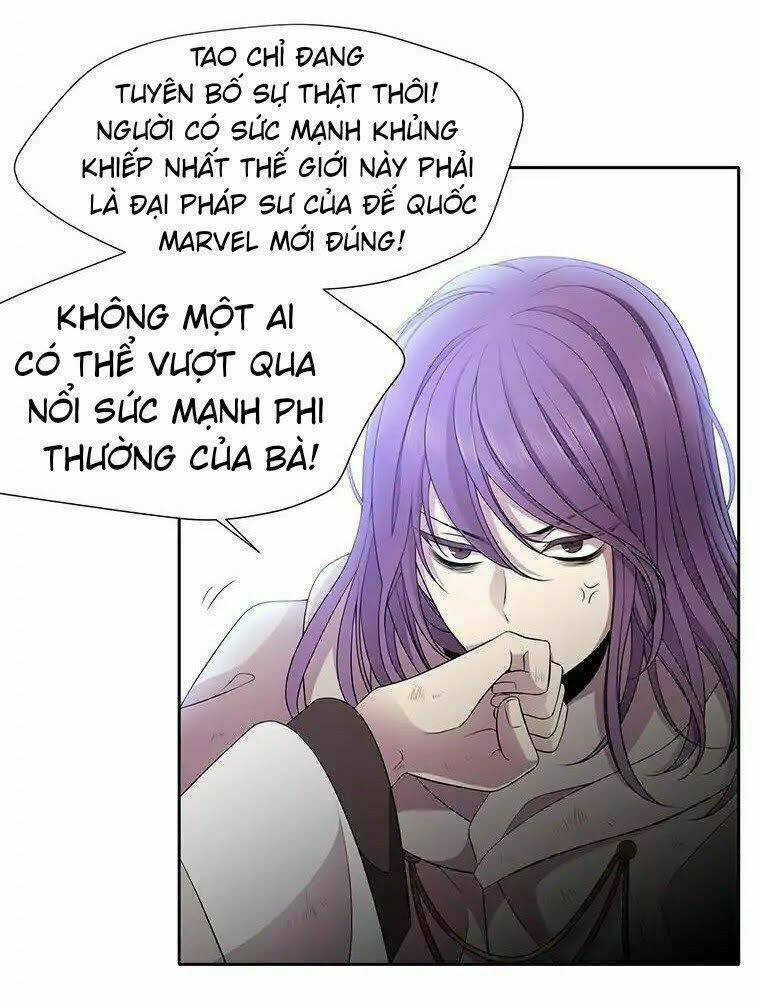 TAO CHỈ ĐANG
TUYÊN BỐ SỰ THẬT THÔI!
NGƯỜI CÓ SỨC MẠNH KHỦNG
KHIẾP NHẤT THẾ GIỚI NÀY PHẢI
LÀ ĐẠI PHÁP SƯ CỦA ĐẾ QUỐC
MARVEL MỚI ĐÚNG!
KHÔNG MỘT AI
CÓ THỂ VƯỢT QUA
NỔI SỨC MẠNH PHI
THƯỜNG CỦA BÀ!